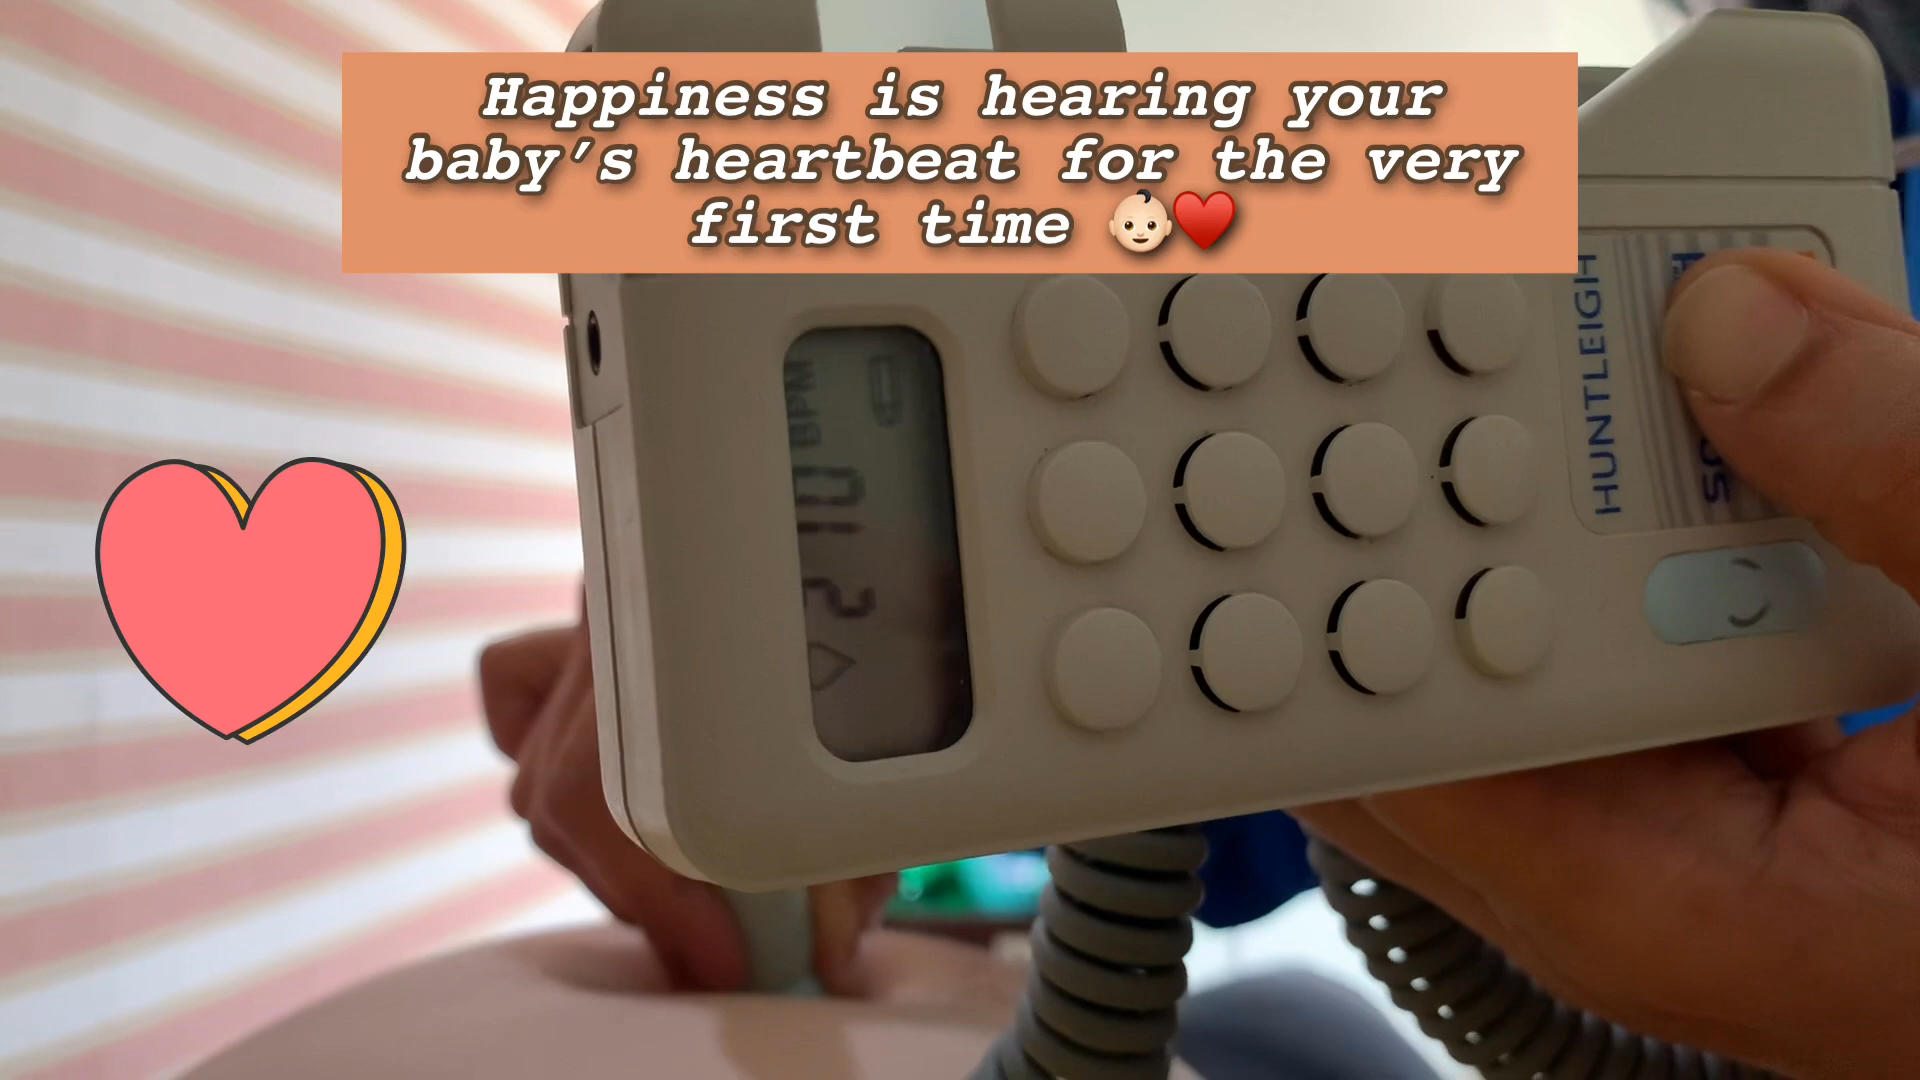 Happiness is hearing your
baby’s heartbeat for the very
first time 👶🏻♥️
BPM
HUNTLEIGH